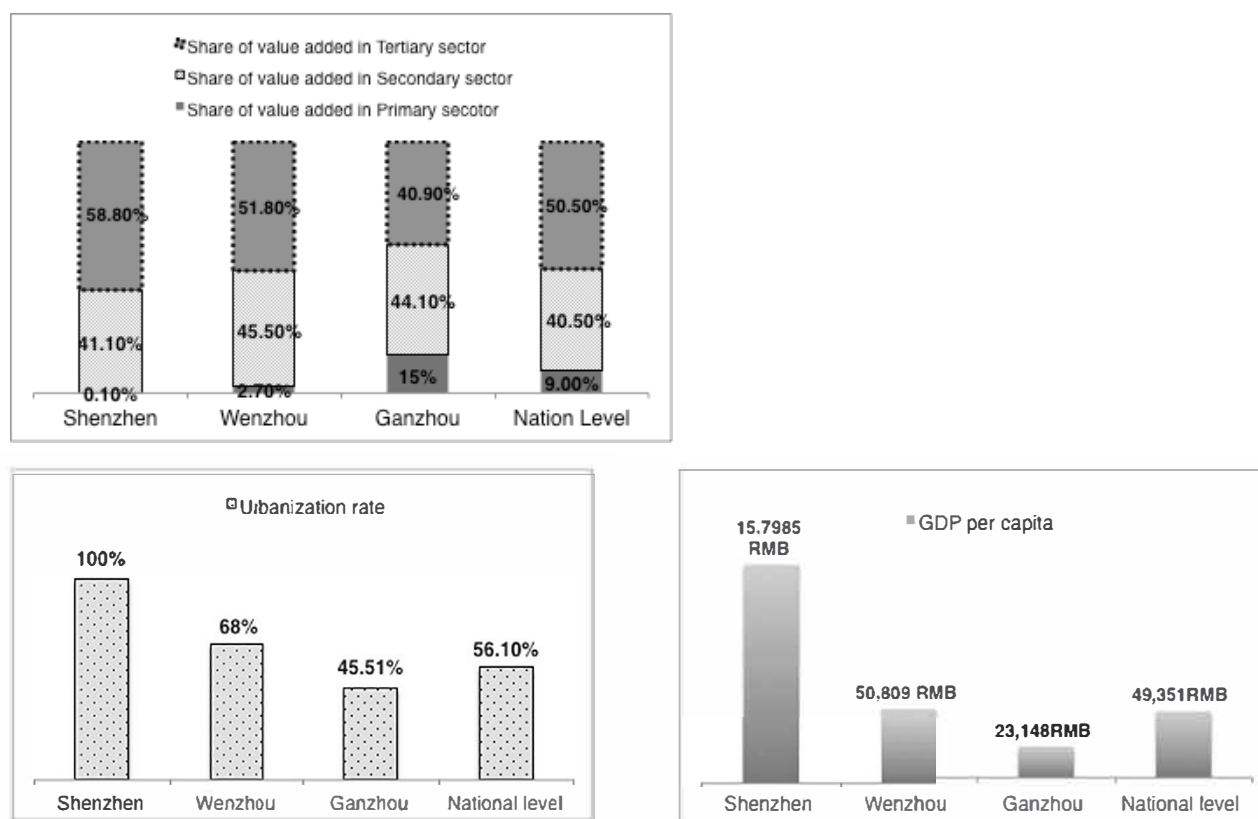 Share of value added in Tertiary sector
Share of value added in Secondary sector
Share of value added in Primary secotor
58.80% 51.80% 40.90% 50.50%
41.10% 45.50% 44.10% 40.50%
0.10% 2.70% 15% 9.00%
Shenzhen Wenzhou Ganzhou Nation Level
Urbanization rate
100%
68%
45.51%
56.10%
Shenzhen Wenzhou Ganzhou National level
GDP per capita
15.7985
RMB
50,809 RMB
23,148RMB
49,351RMB
Shenzhen Wenzhou Ganzhou National level